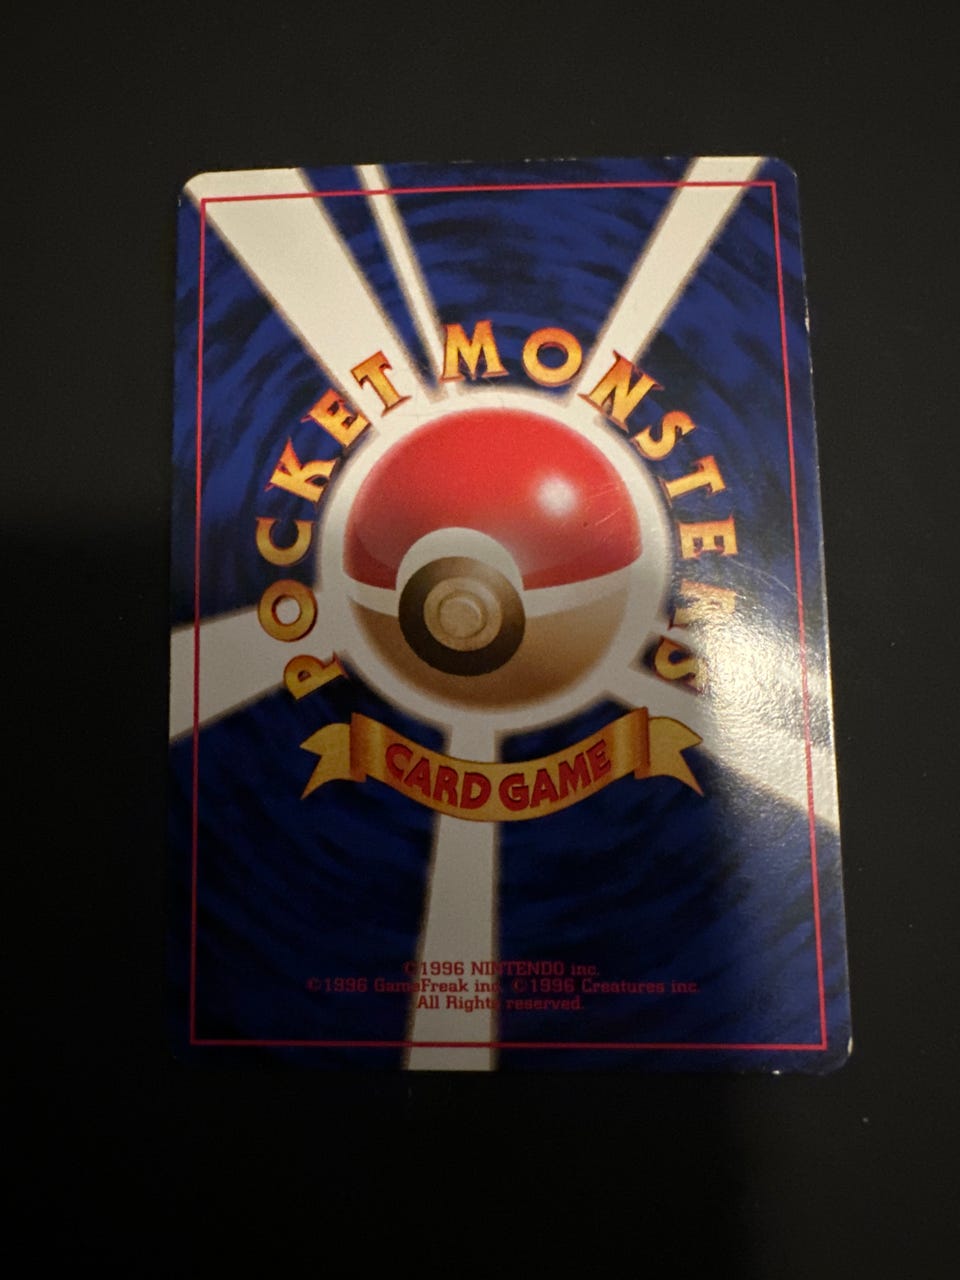 POCKET MONSTERS
CARD GAME
©1996 NINTENDO inc.
©1996 GameFreak inc. ©1996 Creatures inc.
All Rights reserved.